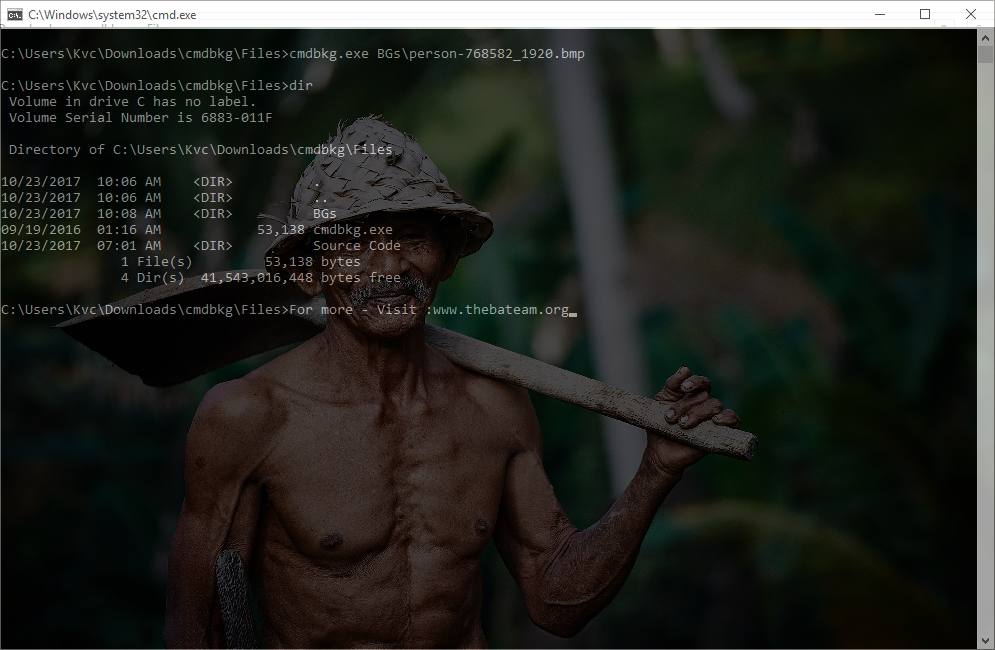 C:\Windows\system32\cmd.exe
C:\Users\Kvc\Downloads\cmdbkg\Files>cmdbkg.exe BGs\person-768582_1920.bmp
C:\Users\Kvc\Downloads\cmdbkg\Files>dir
 Volume in drive C has no label.
 Volume Serial Number is 6883-011F
 Directory of C:\Users\Kvc\Downloads\cmdbkg\Files
10/23/2017  10:06 AM    <DIR>          .
10/23/2017  10:06 AM    <DIR>          ..
10/23/2017  10:08 AM    <DIR>          BGs
09/19/2016  01:16 AM            53,138 cmdbkg.exe
10/23/2017  07:01 AM    <DIR>          Source Code
               1 File(s)         53,138 bytes
               4 Dir(s)  41,543,016,448 bytes free
C:\Users\Kvc\Downloads\cmdbkg\Files>For more - Visit :www.thebateam.org